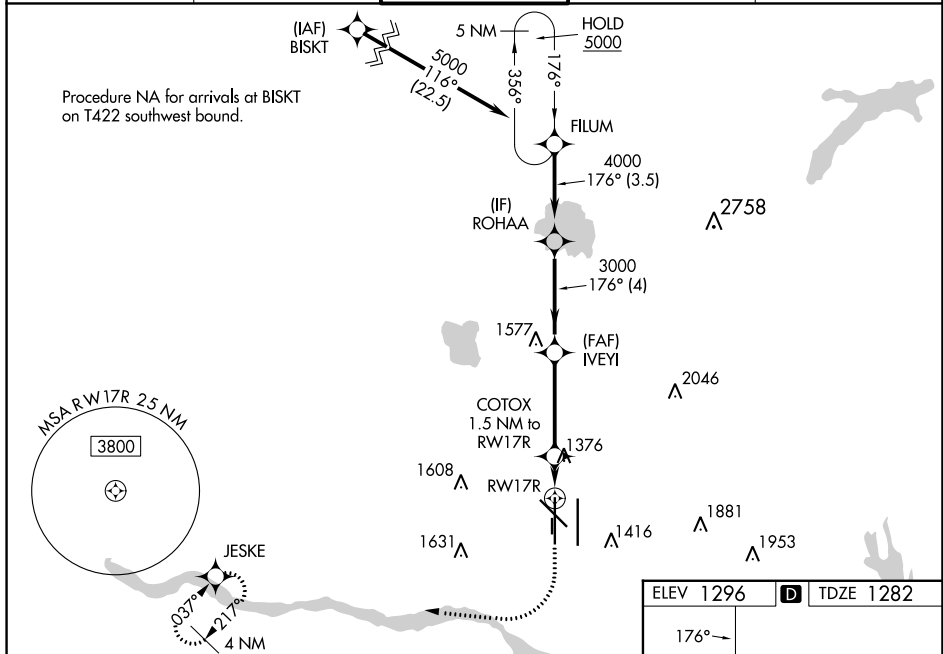 (IAF)
BISKT
5 NM
HOLD
5000
5000
116°
(22.5)
356°
176°
Procedure NA for arrivals at BISKT
on T422 southwest bound.
FILUM
4000
176° (3.5)
(IF)
ROHAA
2758
3000
176° (4)
1577
(FAF)
IVEYI
2046
MSA RW17R 25 NM
3800
COTOX
1.5 NM to
RW17R
1376
1608
RW17R
1881
1416
1631
1953
JESKE
037°
217°
4 NM
ELEV 1296
D
TDZE 1282
176°